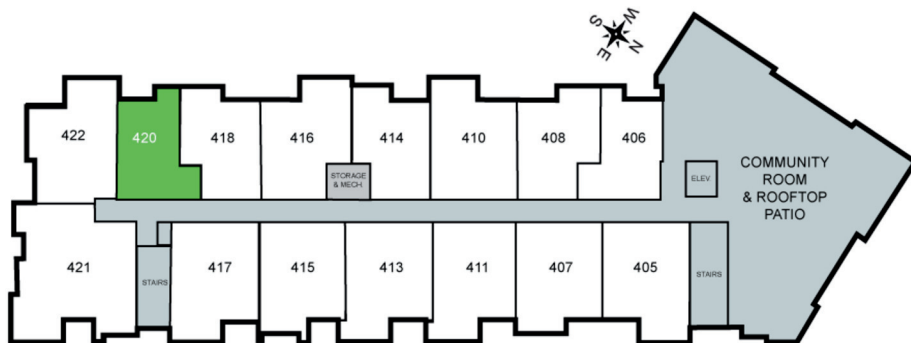 S
W
E
N
422
420
418
416
414
410
408
406
STORAGE
& MECH.
ELEV.
COMMUNITY
ROOM
& ROOFTOP
PATIO
421
STAIRS
417
415
413
411
407
405
STAIRS